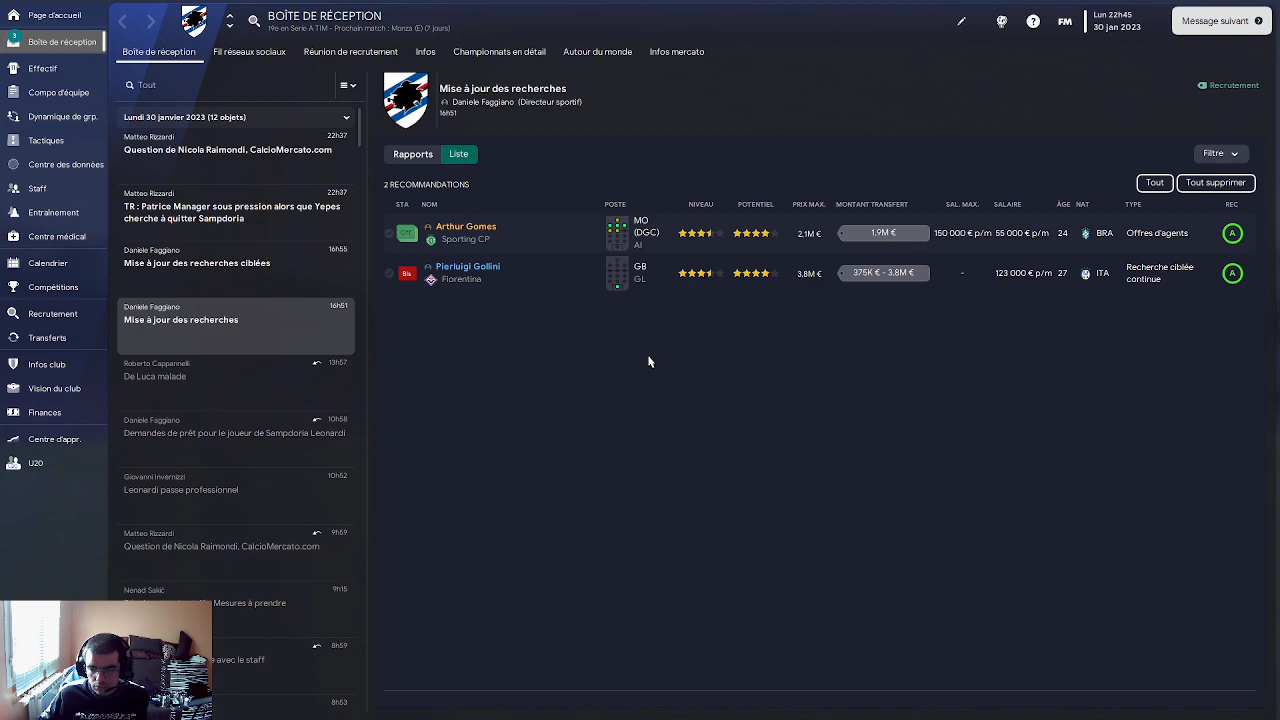 Page d'accueil
3
Boîte de réception
Effectif
Compo d'équipe
Dynamique de grp.
Tactiques
Centre des données
Staff
Entraînement
Centre médical
Calendrier
Compétitions
Recrutement
Transferts
Infos club
Vision du club
Finances
Centre d'appr.
U20
BOÎTE DE RÉCEPTION
19e en Serie A TIM - Prochain match : Monza (E) (7 jours)
FM
Lun 22h45
30 jan 2023
Message suivant
Boîte de réception
Fil réseaux sociaux
Réunion de recrutement
Infos
Championnats en détail
Autour du monde
Infos mercato
Tout
Lundi 30 janvier 2023 (12 objets)
Matteo Rizzardi 22h37
Question de Nicola Raimondi, CalcioMercato.com
Matteo Rizzardi 22h37
TR : Patrice Manager sous pression alors que Yepes
cherche à quitter Sampdoria
Daniele Faggiano 16h55
Mise à jour des recherches ciblées
Daniele Faggiano 16h51
Mise à jour des recherches
Roberto Cappannelli 13h57
De Luca malade
Daniele Faggiano 10h58
Demandes de prêt pour le joueur de Sampdoria Leonardi
Giovanni Invernizzi 10h52
Leonardi passe professionnel
Matteo Rizzardi 9h59
Question de Nicola Raimondi, CalcioMercato.com
Nenad Sakić 9h15
Mesures à prendre
8h59
avec le staff
8h53
Mise à jour des recherches
Daniele Faggiano (Directeur sportif)
16h51
Recrutement
Rapports
Liste
Filtre
2 RECOMMANDATIONS
Tout
Tout supprimer
STA NOM POSTE NIVEAU POTENTIEL PRIX MAX. MONTANT TRANSFERT SAL. MAX. SALAIRE ÂGE NAT TYPE REC
Off Arthur Gomes MO (DGC) 2,1M € 1,9M € 150 000 € p/m 55 000 € p/m 24 BRA Offres d'agents A
Sporting CP AI
Bls Pierluigi Gollini GB 3,8M € 375K € - 3,8M € - 123 000 € p/m 27 ITA Recherche ciblée continue A
Fiorentina GL